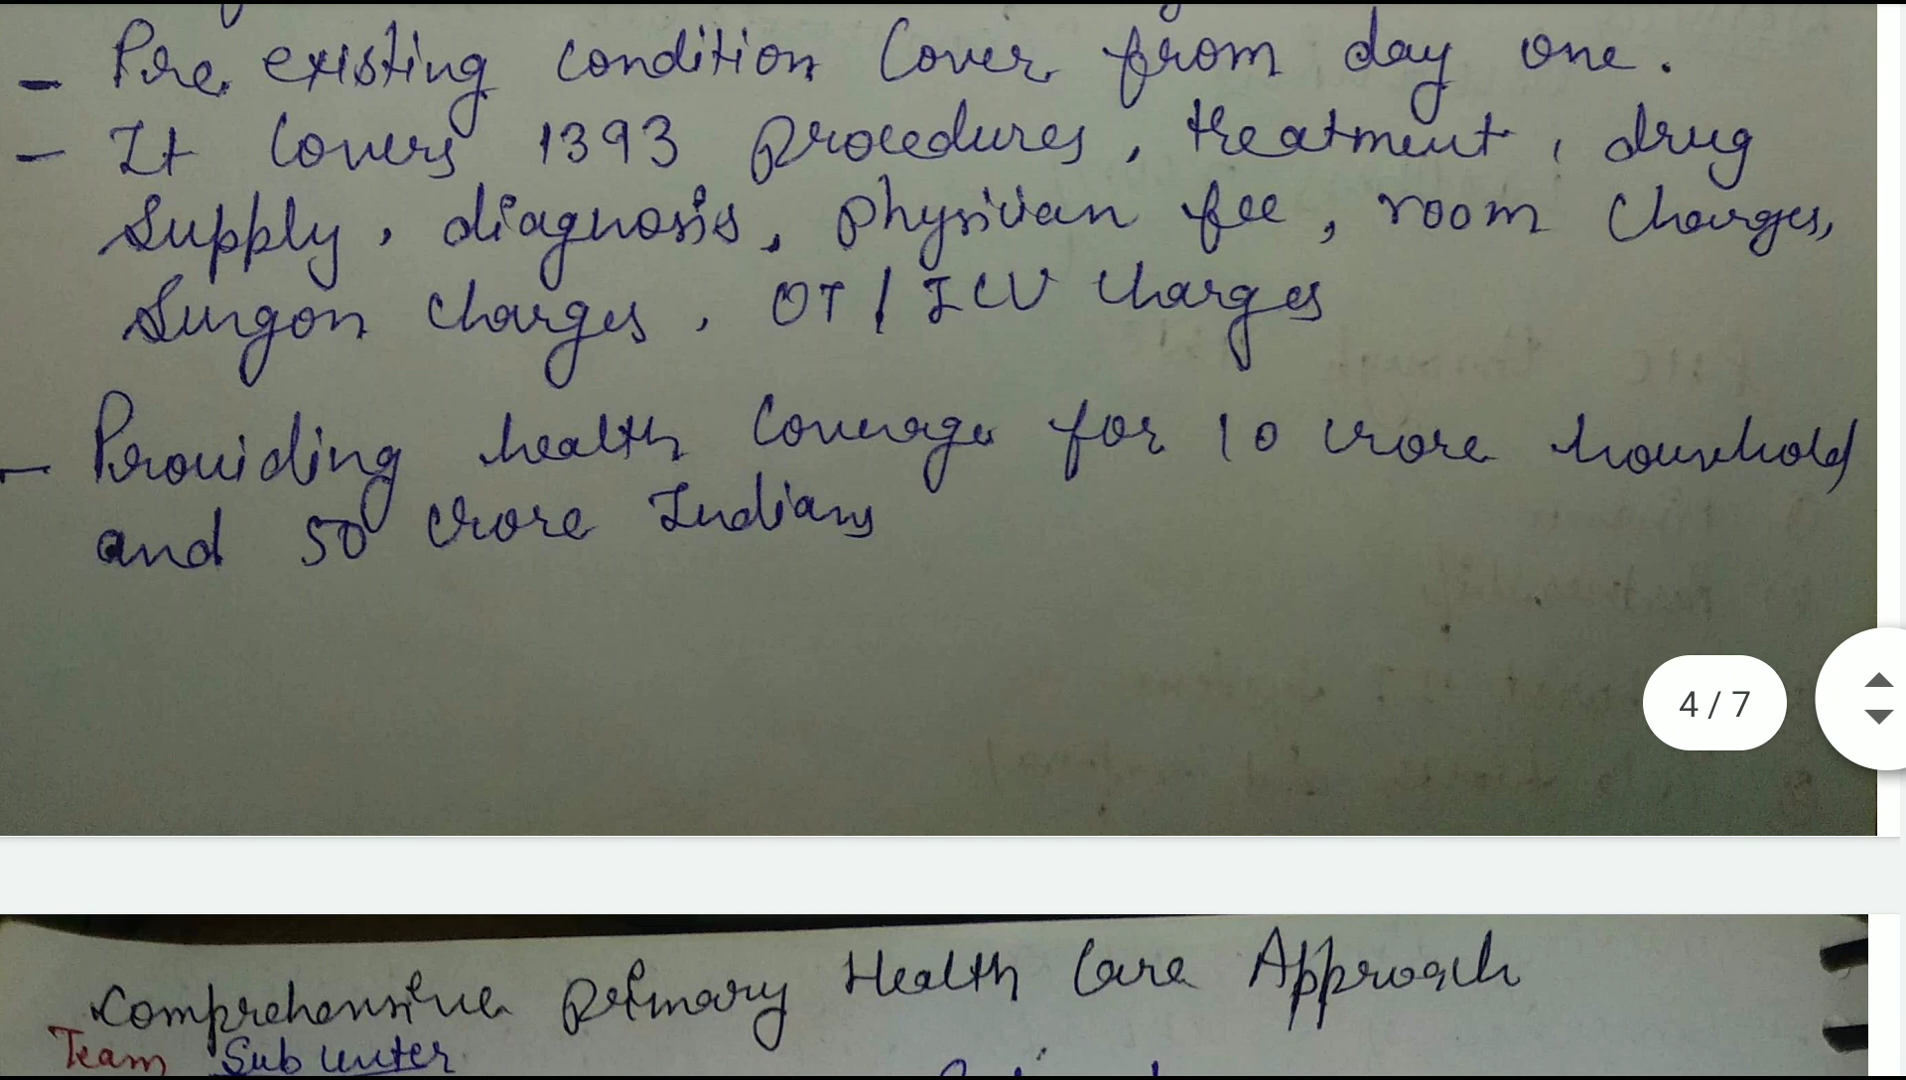 - Pre existing condition Cover from day one.
- It Covers 1393 procedures, treatment, drug
Supply, diagnosis, physician fee, room Charges,
Surgon Charges, OT/ICU Charges
- Providing health Coverage for 10 crore household
and 50 crore Indians
4 / 7
Comprehensive primary Health Care Approach
Team Sub center